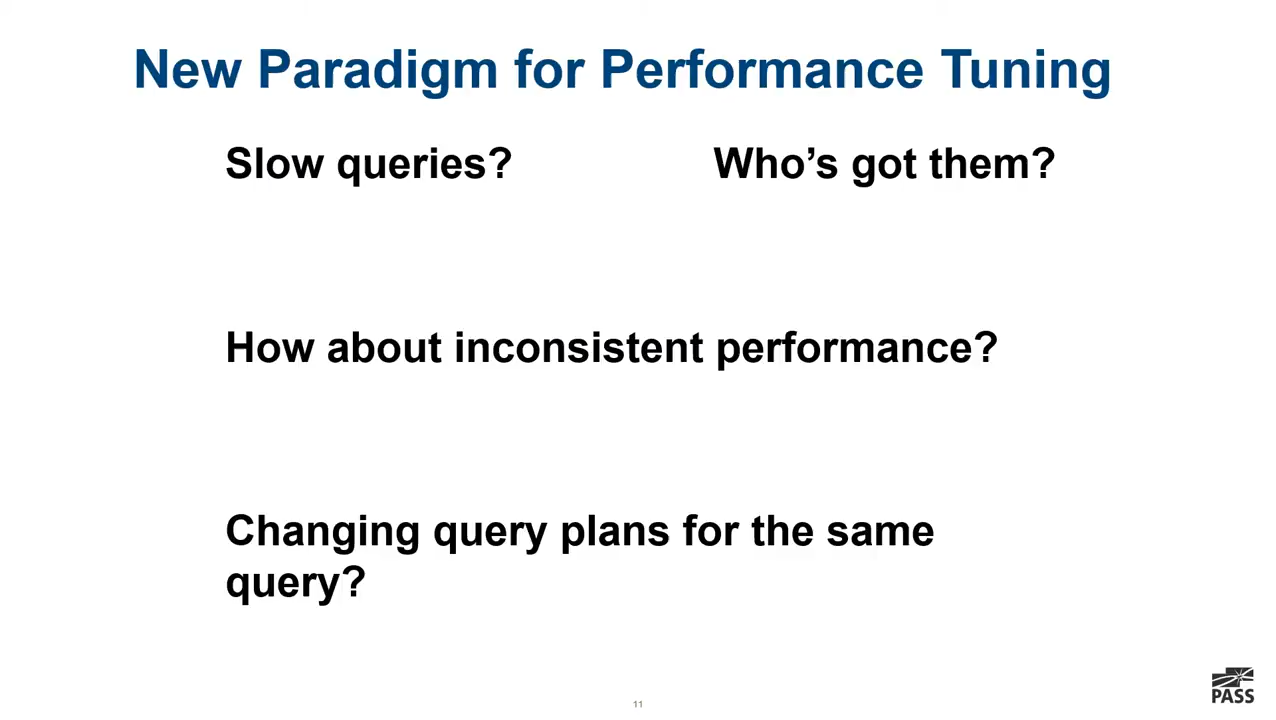 New Paradigm for Performance Tuning
Slow queries?
Who’s got them?
How about inconsistent performance?
Changing query plans for the same
query?
11
PASS